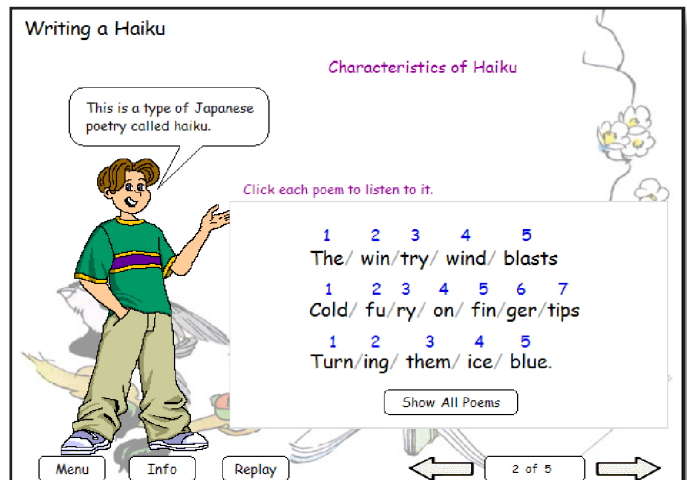 Writing a Haiku
Characteristics of Haiku
This is a type of Japanese
poetry called haiku.
Click each poem to listen to it.
1 2 3 4 5
The/ win/try/ wind/ blasts
1 2 3 4 5 6 7
Cold/ fu/ry/ on/ fin/ger/tips
1 2 3 4 5
Turn/ing/ them/ ice/ blue.
Show All Poems
Menu Info Replay 2 of 5